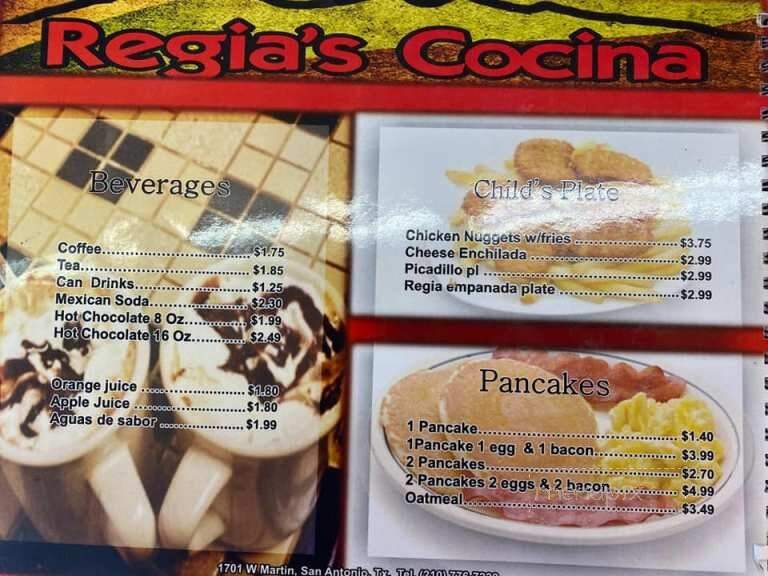 Regia's Cocina
Beverages
Coffee.................................. $1.75
Tea....................................... $1.85
Can Drinks........................... $1.25
Mexican Soda....................... $2.30
Hot Chocolate 8 Oz.............. $1.99
Hot Chocolate 16 Oz............ $2.49
Orange juice ........................ $1.80
Apple Juice .......................... $1.80
Aguas de sabor .................... $1.99
Child's Plate
Chicken Nuggets w/fries ........................ $3.75
Cheese Enchilada ................................... $2.99
Picadillo pl .............................................. $2.99
Regia empanada plate ............................ $2.99
Pancakes
1 Pancake................................................. $1.40
1Pancake 1 egg & 1 bacon..................... $3.99
2 Pancakes............................................... $2.70
2 Pancakes 2 eggs & 2 bacon................. $4.99
Oatmeal.................................................... $3.49
1701 W Martin, San Antonio, Tx. Tel. (210)